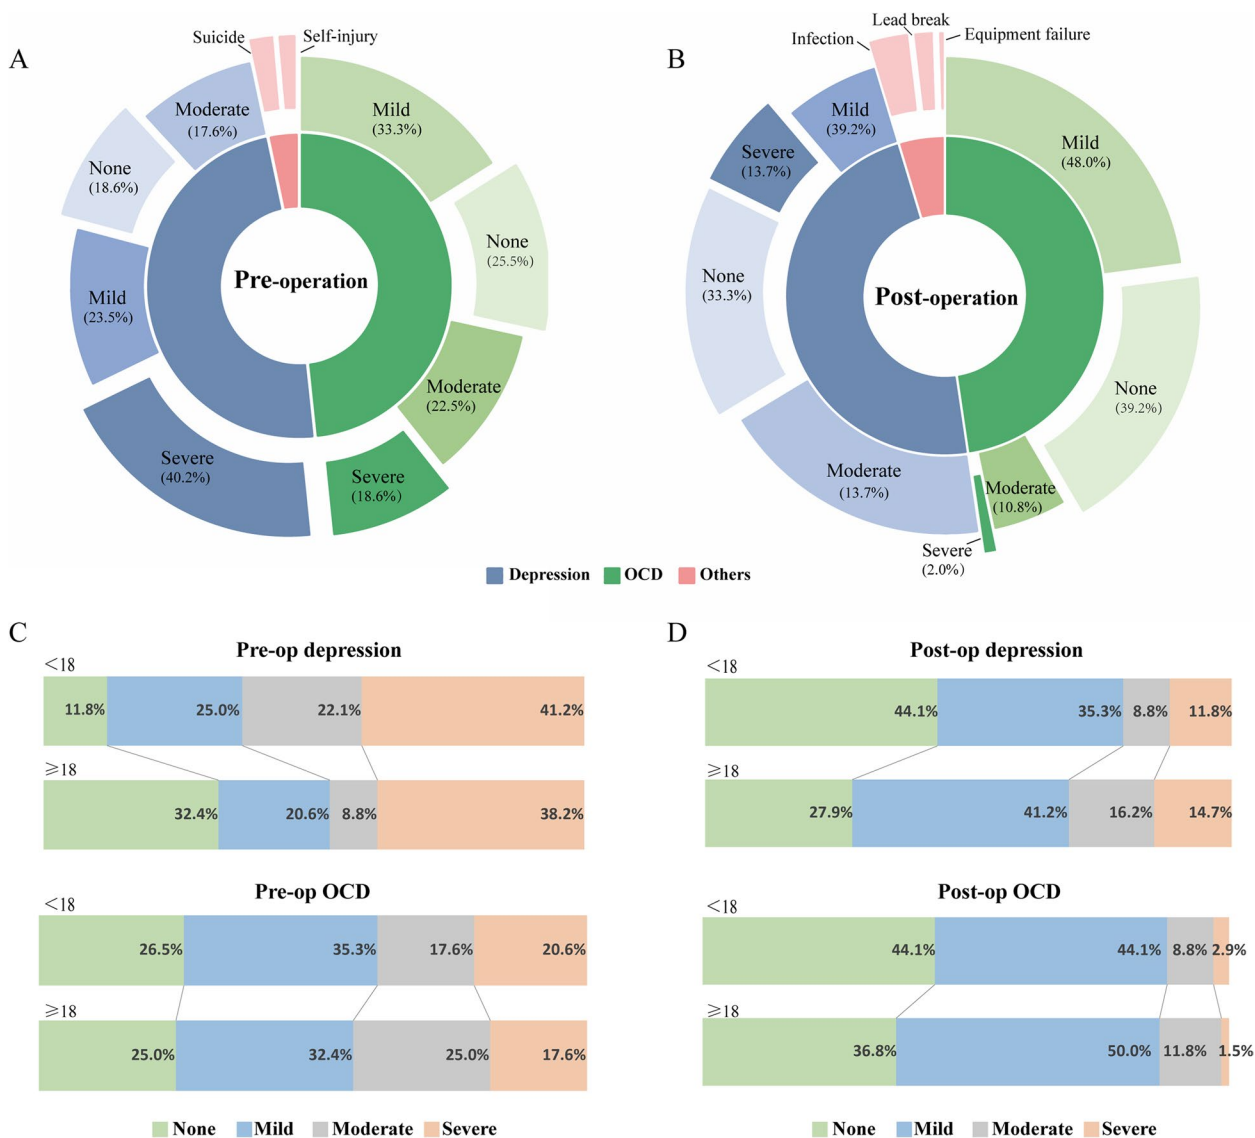 A
Suicide
Self-injury
Mild
(33.3%)
None
(25.5%)
Moderate
(22.5%)
Severe
(18.6%)
Severe
(40.2%)
Mild
(23.5%)
None
(18.6%)
Moderate
(17.6%)
Pre-operation
B
Infection
Lead break
Equipment failure
Mild
(48.0%)
None
(39.2%)
Moderate
(10.8%)
Severe
(2.0%)
Moderate
(13.7%)
None
(33.3%)
Severe
(13.7%)
Mild
(39.2%)
Post-operation
Depression OCD Others
C
Pre-op depression
<18
11.8% 25.0% 22.1% 41.2%
≥18
32.4% 20.6% 8.8% 38.2%
Pre-op OCD
<18
26.5% 35.3% 17.6% 20.6%
≥18
25.0% 32.4% 25.0% 17.6%
None Mild Moderate Severe
D
Post-op depression
<18
44.1% 35.3% 8.8% 11.8%
≥18
27.9% 41.2% 16.2% 14.7%
Post-op OCD
<18
44.1% 44.1% 8.8% 2.9%
≥18
36.8% 50.0% 11.8% 1.5%
None Mild Moderate Severe